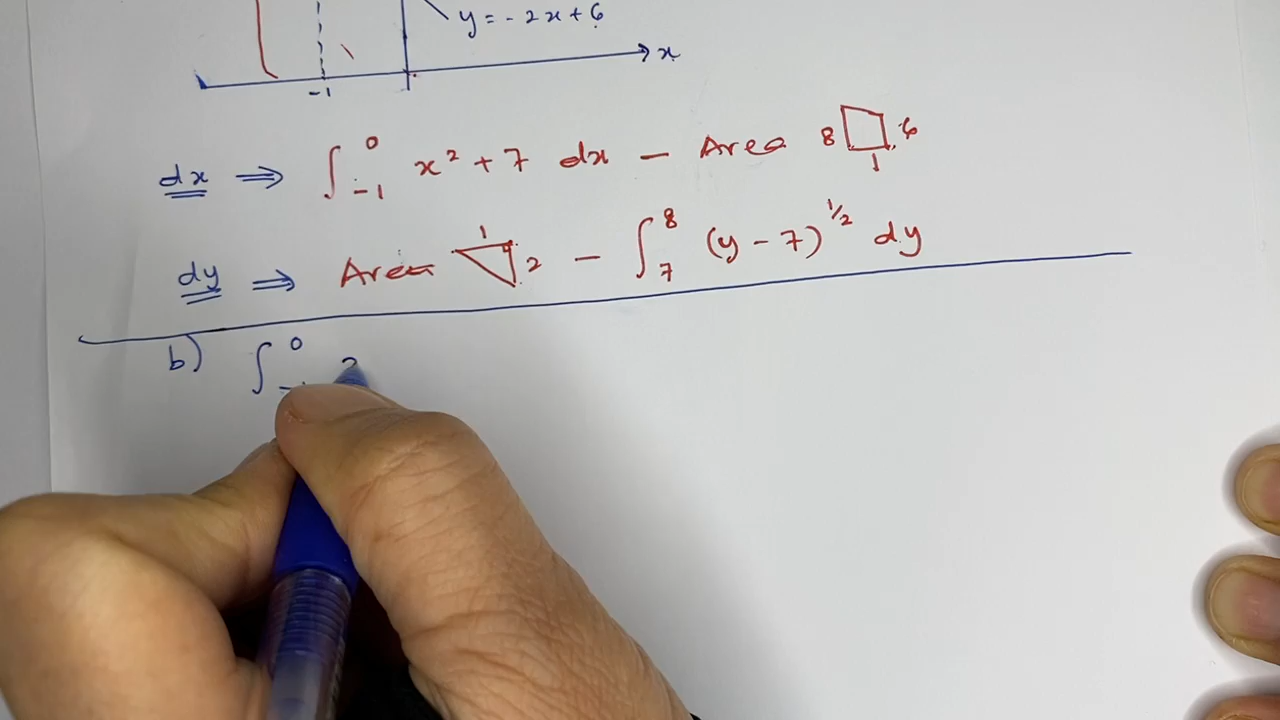 y = - 2x + 6
x
-1
dx ⇒ ∫₋₁⁰ x² + 7 dx - Area 8 6 1
dy ⇒ Area 1 2 - ∫₇⁸ (y - 7)^1/2 dy
b) ∫ 0